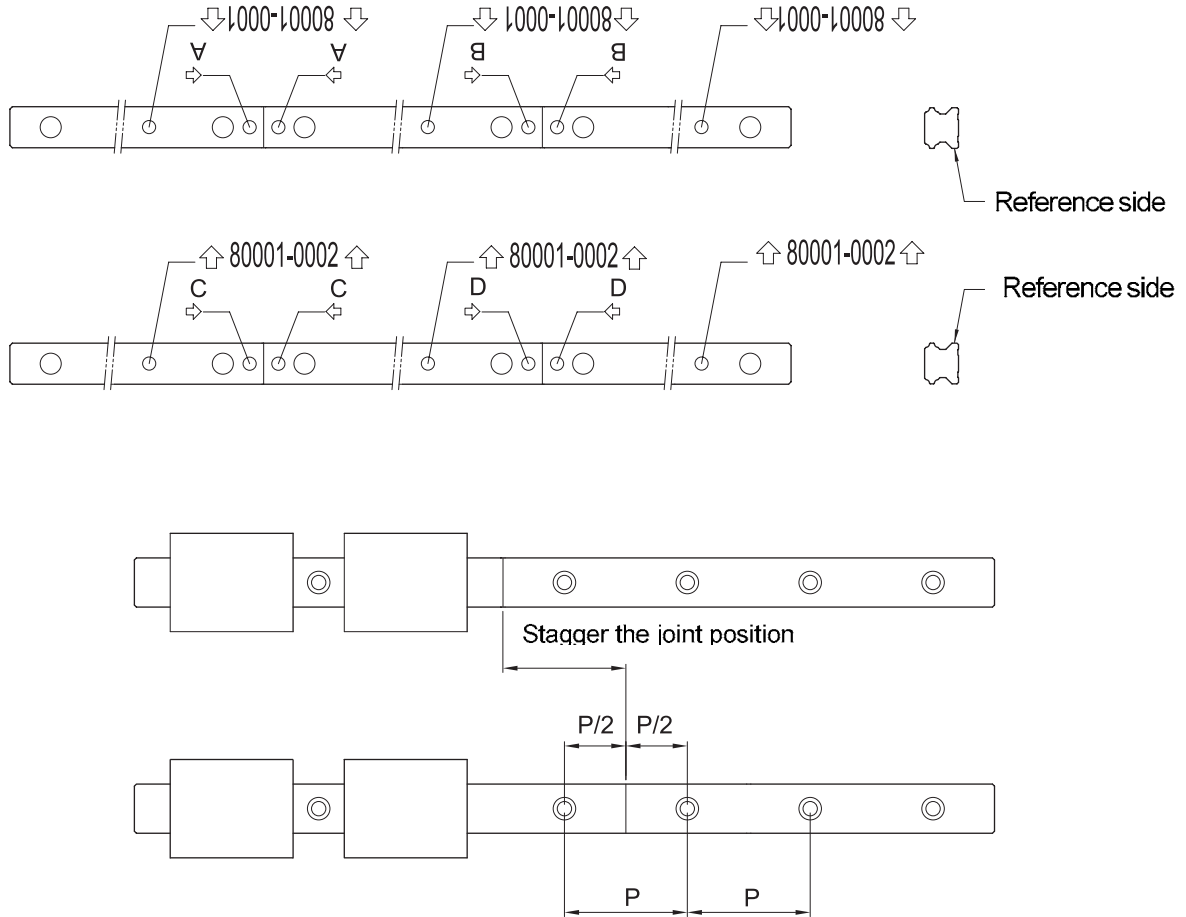 80001-0001 80001-0001 80001-0001
A A B B
Reference side
80001-0002 80001-0002 80001-0002
Reference side
C C D D
Stagger the joint position
P/2 P/2
P P